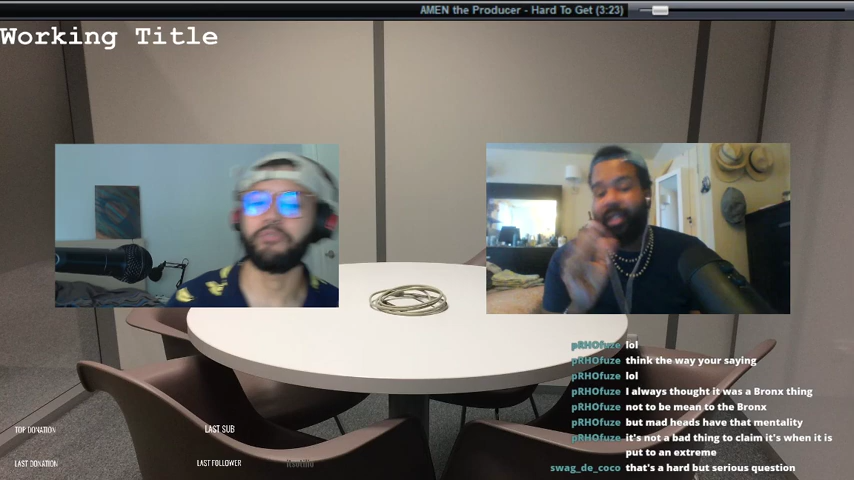 AMEN the Producer - Hard To Get (3:23)
Working Title
pRHOfuze lol
pRHOfuze think the way your saying
pRHOfuze lol
pRHOfuze I always thought it was a Bronx thing
pRHOfuze not to be mean to the Bronx
pRHOfuze but mad heads have that mentality
pRHOfuze it's not a bad thing to claim it's when it is
put to an extreme
swag_de_coco that's a hard but serious question
TOP DONATION
LAST SUB
LAST DONATION
LAST FOLLOWER